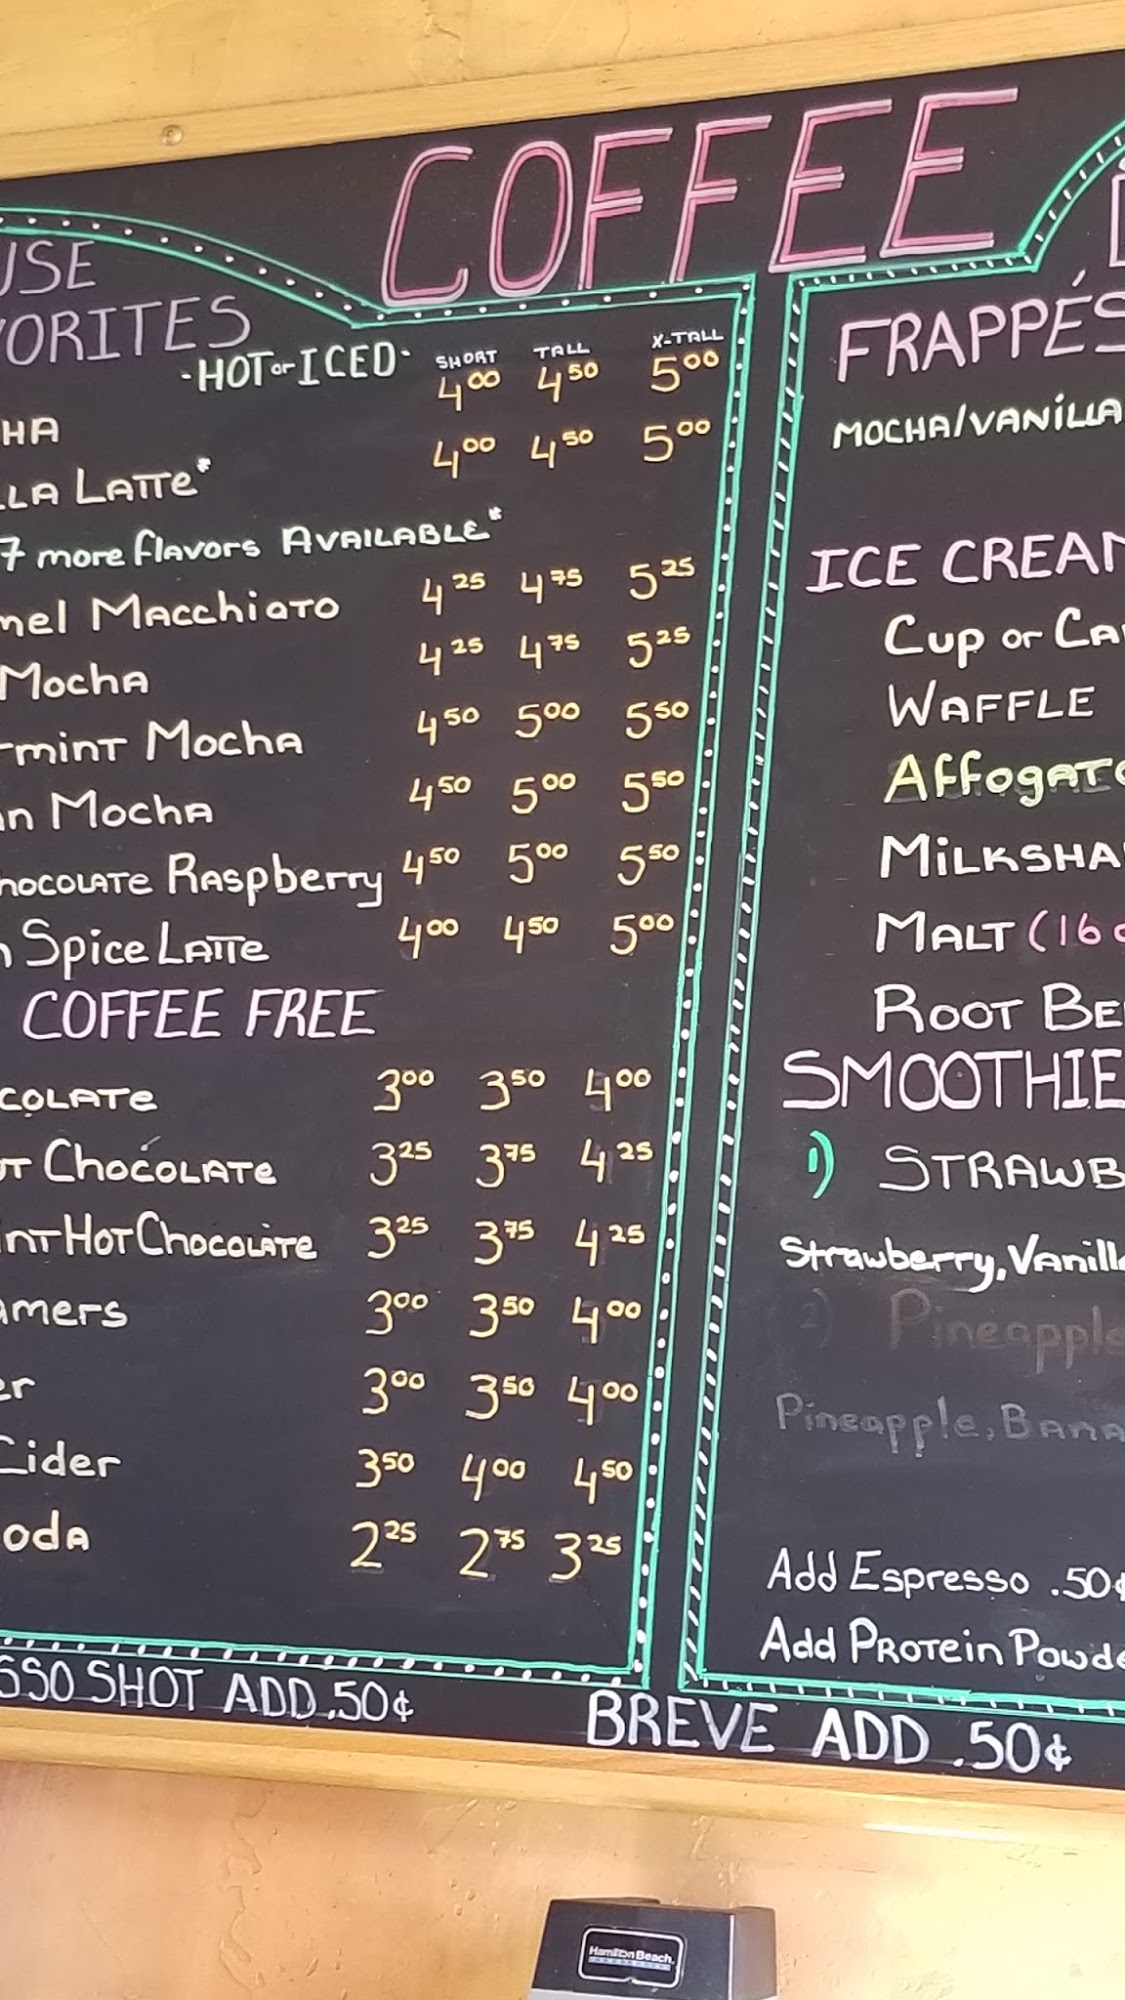 COFFEE
USE
ORITES
-HOT or ICED- SHORT TALL X-TALL
HA 4 00 4 50 5 00
LLA LATTE* 4 00 4 50 5 00
7 more flavors AVAILABLE*
mel Macchiato 4 25 4 75 5 25
Mocha 4 25 4 75 5 25
rmint Mocha 4 50 5 00 5 50
an Mocha 4 50 5 00 5 50
hocolate Raspberry 4 50 5 00 5 50
n Spice Latte 4 00 4 50 5 00
COFFEE FREE
colate 3 00 3 50 4 00
ot Chocolate 3 25 3 75 4 25
int Hot Chocolate 3 25 3 75 4 25
amers 3 00 3 50 4 00
er 3 00 3 50 4 00
Cider 3 50 4 00 4 50
oda 2 25 2 75 3 25
SSO SHOT ADD .50¢
BREVE ADD .50¢
FRAPPÉS
MOCHA/VANILLA
ICE CREAM
Cup or Ca
WAFFLE
Affogato
MILKSHA
MALT (16 o
ROOT BE
SMOOTHIE
1) STRAWB
Strawberry, Vanilla
2) Pineapple
Pineapple, Bana
Add Espresso .50¢
Add Protein Powde
Hamilton Beach